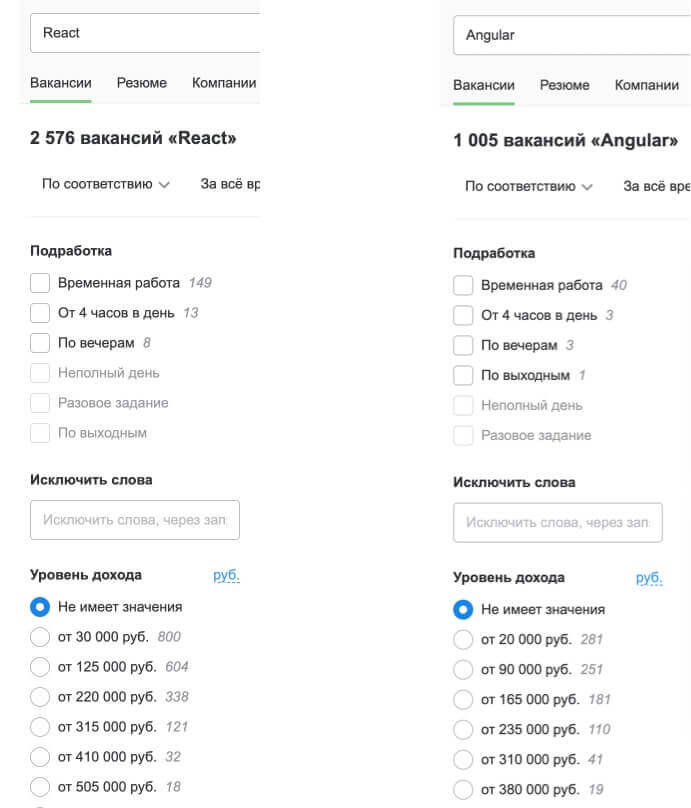 React
Вакансии Резюме Компании
2 576 вакансий «React»
По соответствию За всё вр
Подработка
Временная работа 149
От 4 часов в день 13
По вечерам 8
Неполный день
Разовое задание
По выходным
Исключить слова
Исключить слова, через зап
Уровень дохода руб.
Не имеет значения
от 30 000 руб. 800
от 125 000 руб. 604
от 220 000 руб. 338
от 315 000 руб. 121
от 410 000 руб. 32
от 505 000 руб. 18
Angular
Вакансии Резюме Компании
1 005 вакансий «Angular»
По соответствию За всё вре
Подработка
Временная работа 40
От 4 часов в день 3
По вечерам 3
По выходным 1
Неполный день
Разовое задание
Исключить слова
Исключить слова, через зап
Уровень дохода руб.
Не имеет значения
от 20 000 руб. 281
от 90 000 руб. 251
от 165 000 руб. 181
от 235 000 руб. 110
от 310 000 руб. 41
от 380 000 руб. 19